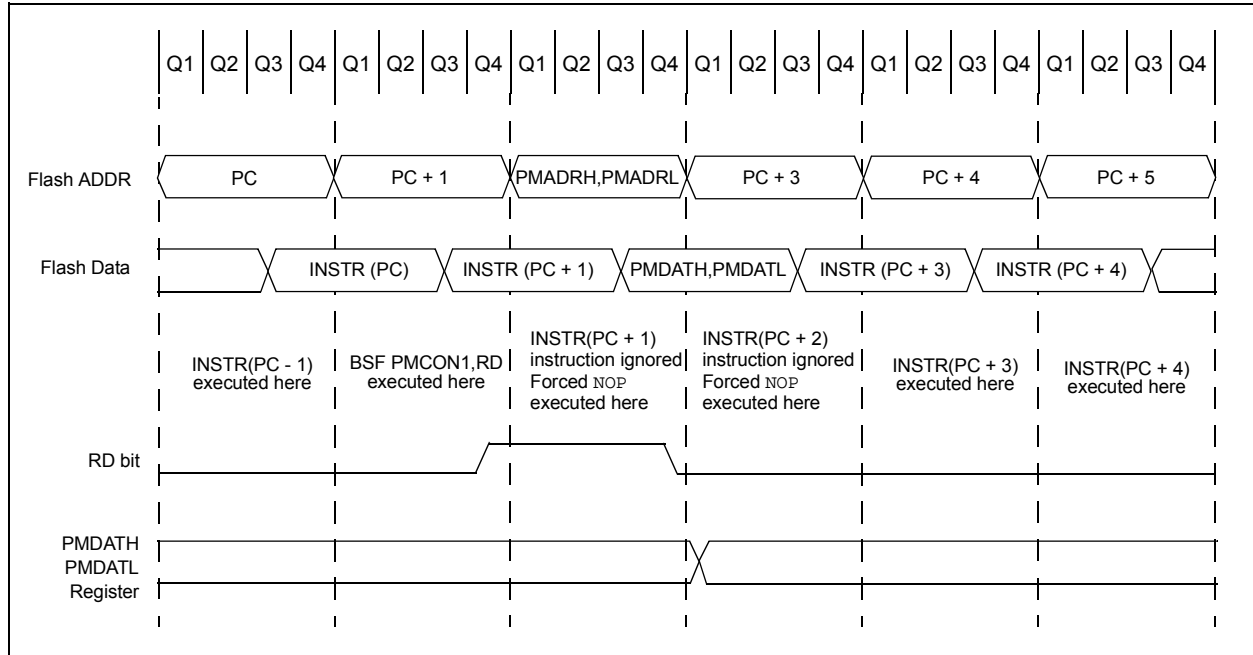 Q1 Q2 Q3 Q4 Q1 Q2 Q3 Q4 Q1 Q2 Q3 Q4 Q1 Q2 Q3 Q4 Q1 Q2 Q3 Q4 Q1 Q2 Q3 Q4
Flash ADDR PC PC + 1 PMADRH,PMADRL PC + 3 PC + 4 PC + 5
Flash Data INSTR (PC) INSTR (PC + 1) PMDATH,PMDATL INSTR (PC + 3) INSTR (PC + 4)
INSTR(PC - 1)
executed here
BSF PMCON1,RD
executed here
INSTR(PC + 1)
instruction ignored
Forced NOP
executed here
INSTR(PC + 2)
instruction ignored
Forced NOP
executed here
INSTR(PC + 3)
executed here
INSTR(PC + 4)
executed here
RD bit
PMDATH
PMDATL
Register